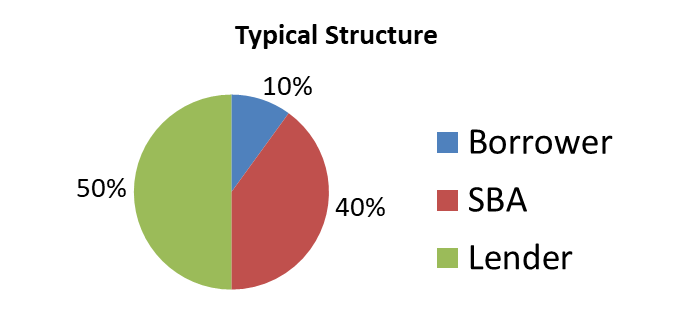 Typical Structure
10%
50%
40%
Borrower
SBA
Lender